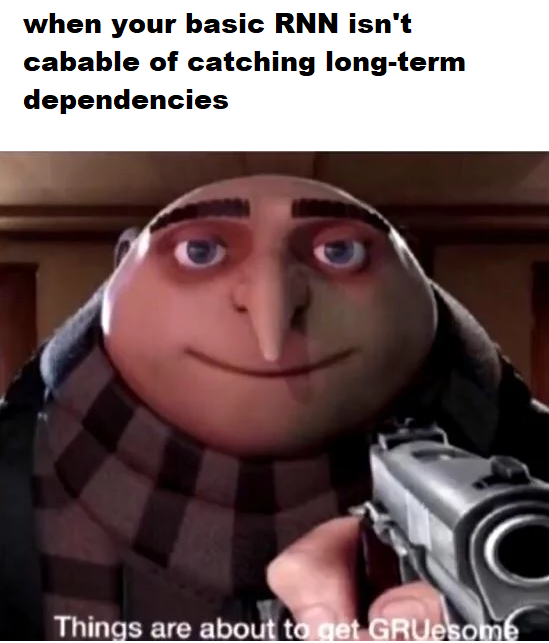 when your basic RNN isn't
cabable of catching long-term
dependencies
Things are about to get GRUesome